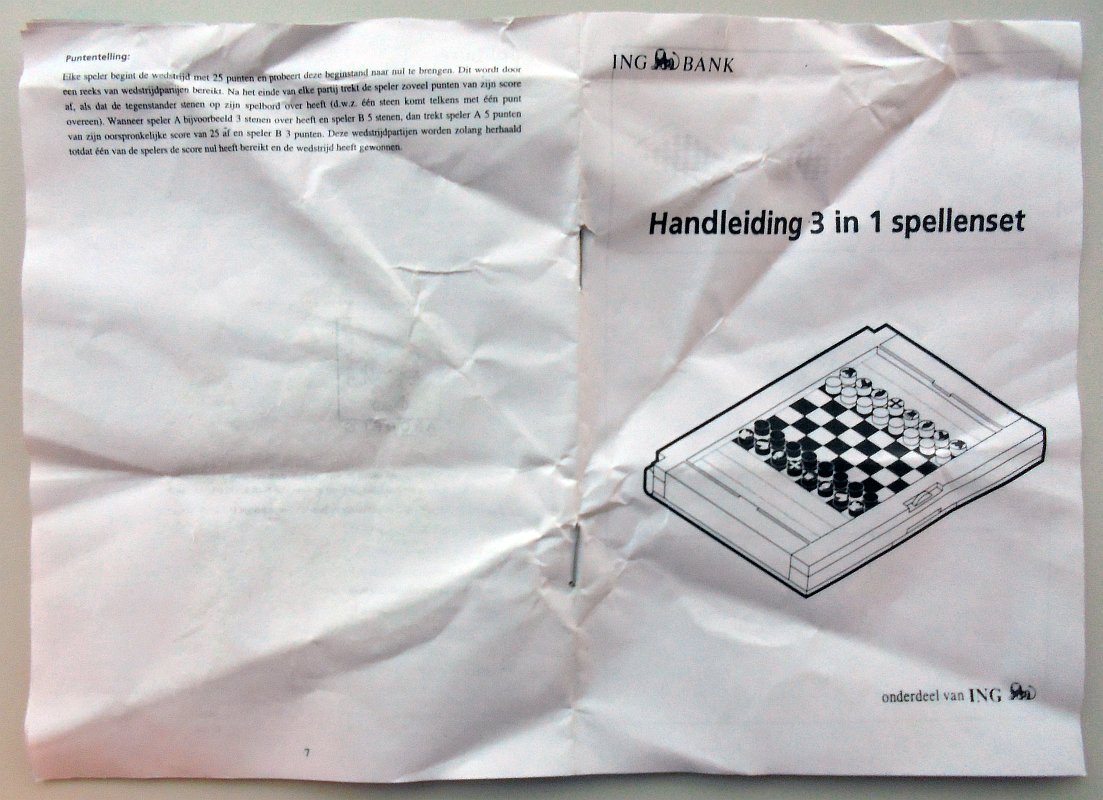 Puntentelling:
Elke speler begint de wedstrijd met 25 punten en probeert deze beginstand naar nul te brengen. Dit wordt door
een reeks van wedstrijdpartijen bereikt. Na het einde van elke partij trekt de speler zoveel punten van zijn score
af, als dat de tegenstander stenen op zijn spelbord over heeft (d.w.z. één steen komt telkens met één punt
overeen). Wanneer speler A bijvoorbeeld 3 stenen over heeft en speler B 5 stenen, dan trekt speler A 5 punten
van zijn oorspronkelijke score van 25 af en speler B 3 punten. Deze wedstrijdpartijen worden zolang herhaald
totdat één van de spelers de score nul heeft bereikt en de wedstrijd heeft gewonnen.
7
ING BANK
Handleiding 3 in 1 spellenset
onderdeel van ING